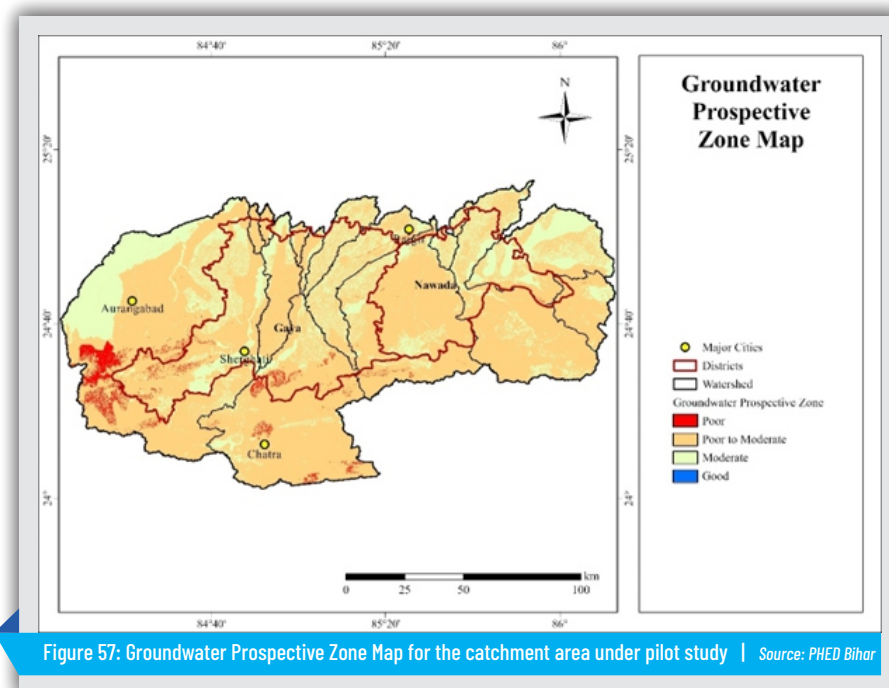 84°40'
85°20'
86°
Groundwater
Prospective
Zone Map
N
25°20'
25°20'
Nawada
Aurangabad
24°40'
24°40'
Gaya
Sherghati
Major Cities
Districts
Watershed
Groundwater Prospective Zone
Poor
Poor to Moderate
Moderate
Good
Chatra
24°
24°
km
0 25 50 100
84°40'
85°20'
86°
Figure 57: Groundwater Prospective Zone Map for the catchment area under pilot study | Source: PHED Bihar